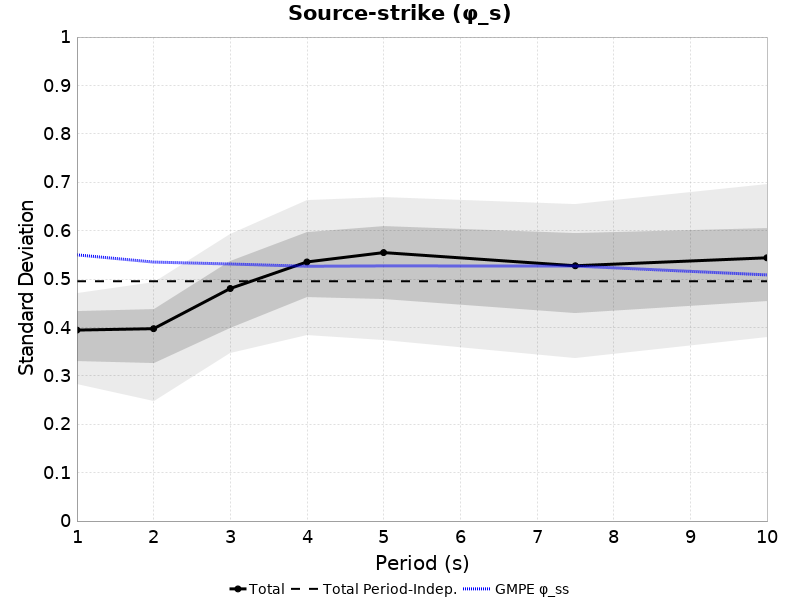 Source-strike (φ_s)
1
0.9
0.8
0.7
0.6
0.5
0.4
0.3
0.2
0.1
0
Standard Deviation
1 2 3 4 5 6 7 8 9 10
Period (s)
Total Total Period-Indep. GMPE φ_ss